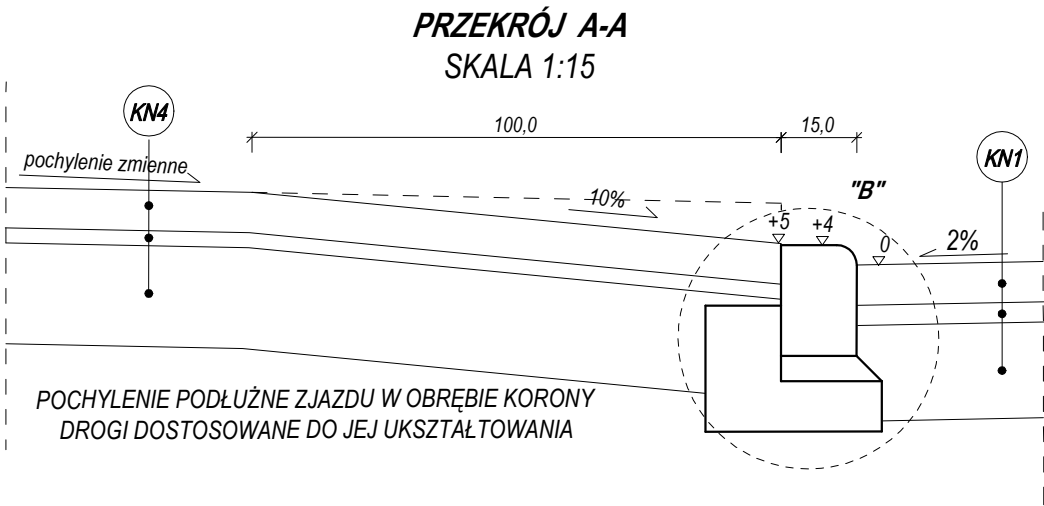 PRZEKRÓJ A-A
SKALA 1:15
KN4
100,0
15,0
KN1
pochylenie zmienne
10%
"B"
+5
+4
0
2%
POCHYLENIE PODŁUŻNE ZJAZDU W OBRĘBIE KORONY
DROGI DOSTOSOWANE DO JEJ UKSZTAŁTOWANIA